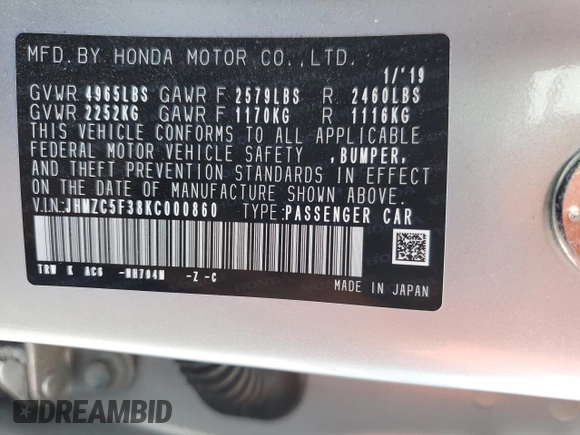 MFD.BY HONDA MOTOR CO.,LTD.
1/'19
GVWR 4965LBS GAWR F 2579LBS R 2460LBS
GVWR 2252KG GAWR F 1170KG R 1116KG
THIS VEHICLE CONFORMS TO ALL APPLICABLE
FEDERAL MOTOR VEHICLE SAFETY ,BUMPER,
AND THEFT PREVENTION STANDARDS IN EFFECT
ON THE DATE OF MANUFACTURE SHOWN ABOVE.
V.I.N:JHMZC5F38KC000860 TYPE:PASSENGER CAR
TRW K AC6 -NH704M -Z -C
MADE IN JAPAN
DREAMBID